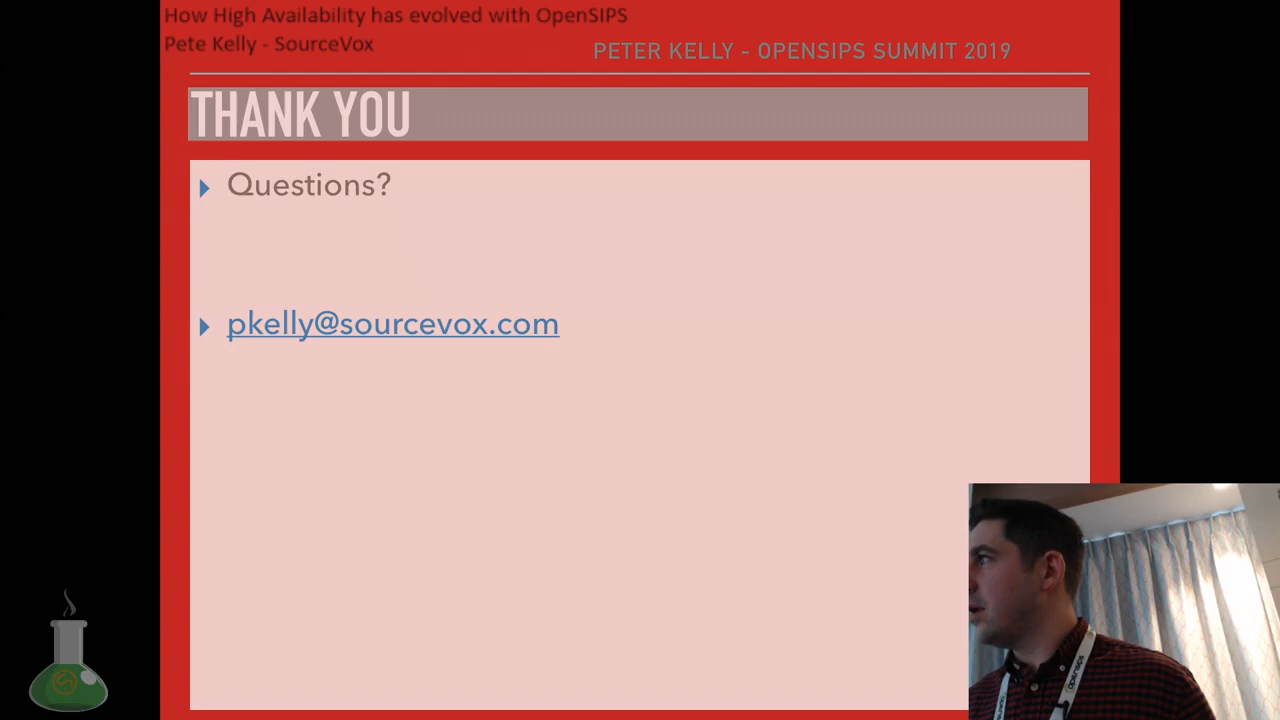 How High Availability has evolved with OpenSIPS
Pete Kelly - SourceVox
PETER KELLY - OPENSIPS SUMMIT 2019
THANK YOU
Questions?
pkelly@sourcevox.com
opensips